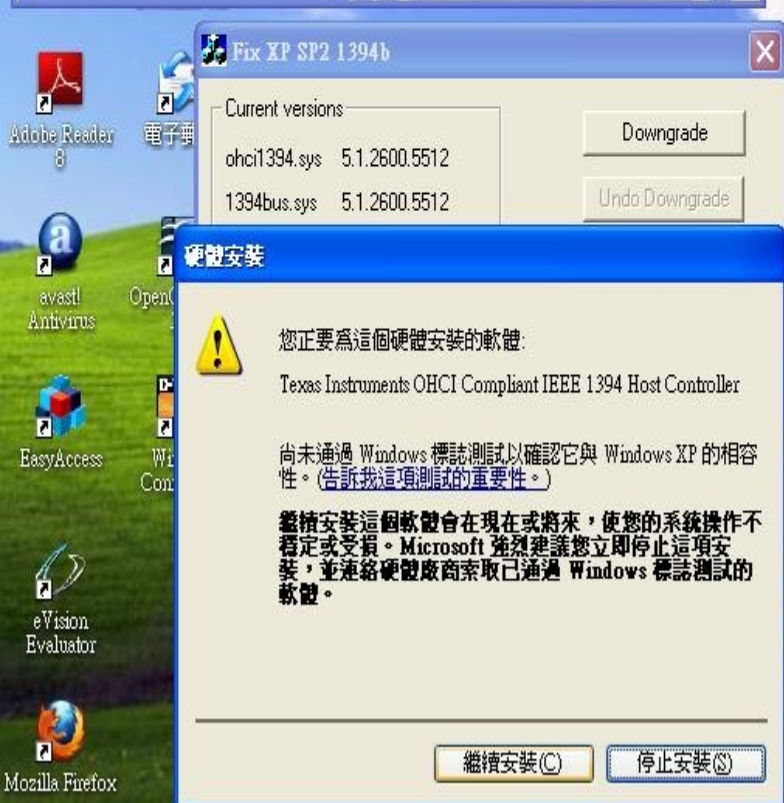 Fix XP SP2 1394b
Current versions
ohci1394.sys 5.1.2600.5512
1394bus.sys 5.1.2600.5512
Downgrade
Undo Downgrade
Adobe Reader
8
電子郵
avast!
Antivirus
EasyAccess
eVision
Evaluator
Mozilla Firefox
硬體安裝
您正要為這個硬體安裝的軟體:
Texas Instruments OHCI Compliant IEEE 1394 Host Controller
尚未通過 Windows 標誌測試以確認它與 Windows XP 的相容
性。(告訴我這項測試的重要性。)
繼續安裝這個軟體會在現在或將來,使您的系統操作不
穩定或受損。Microsoft 強烈建議您立即停止這項安
裝,並連絡硬體廠商索取已通過 Windows 標誌測試的
軟體。
繼續安裝(C)
停止安裝(S)